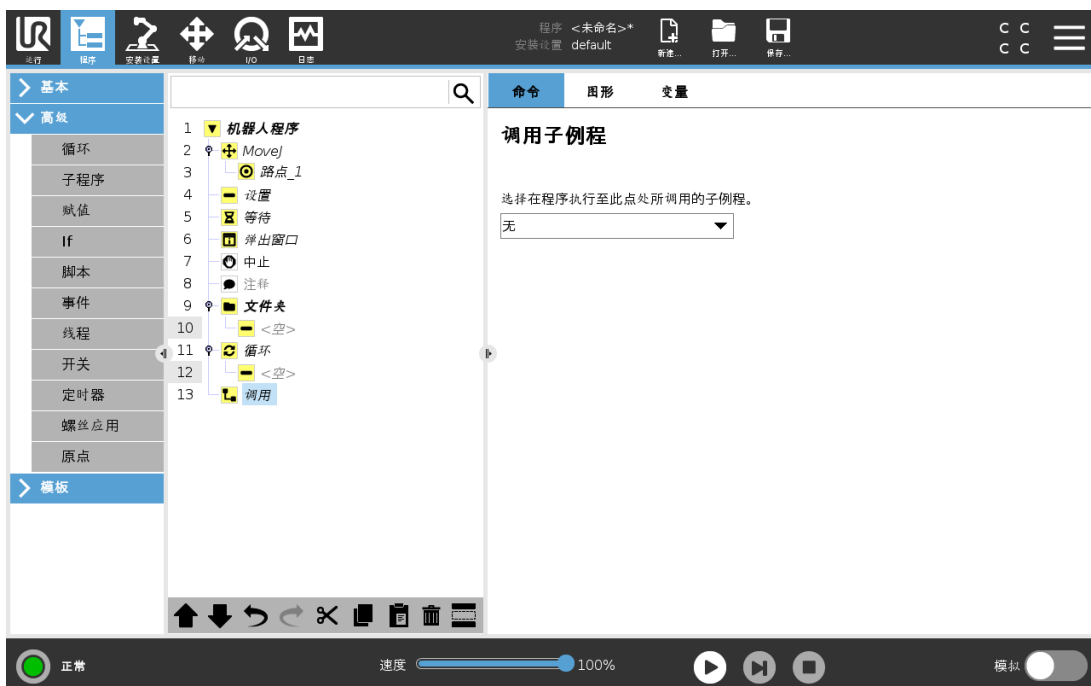 程序 <未命名>*
安装设置 default
C C
C C
运行 程序 安装设置 移动 I/O 日志 新建... 打开... 保存...
基本
高级
循环
子程序
赋值
If
脚本
事件
线程
开关
定时器
螺丝应用
原点
模板
1 机器人程序
2 MoveJ
3 路点_1
4 设置
5 等待
6 弹出窗口
7 中止
8 注释
9 文件夹
10 <空>
11 循环
12 <空>
13 调用
命令 图形 变量
调用子例程
选择在程序执行至此点处所调用的子例程。
无
正常
速度 100%
模拟